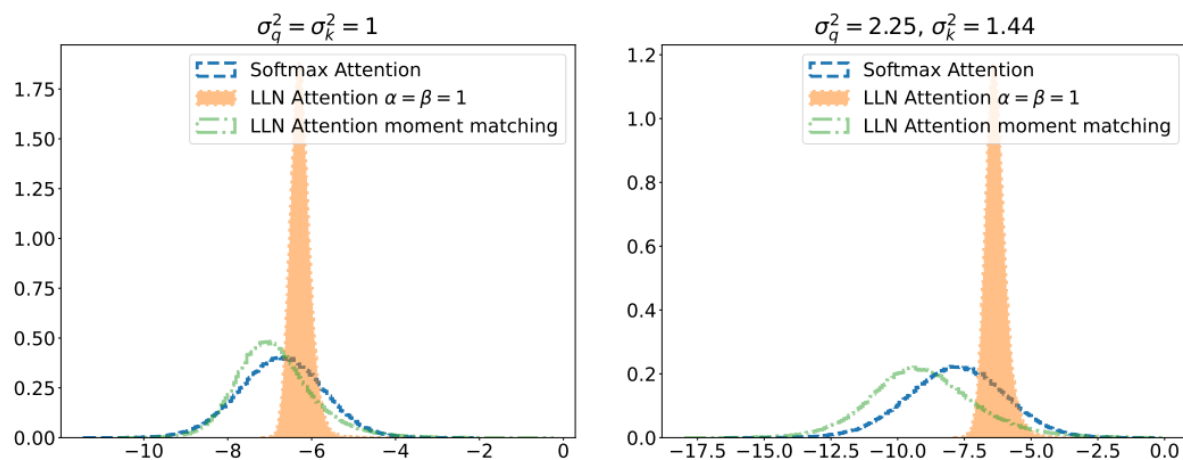 σ_q^2 = σ_k^2 = 1
Softmax Attention
LLN Attention α = β = 1
LLN Attention moment matching
1.75
1.50
1.25
1.00
0.75
0.50
0.25
0.00
−10 −8 −6 −4 −2 0
σ_q^2 = 2.25, σ_k^2 = 1.44
Softmax Attention
LLN Attention α = β = 1
LLN Attention moment matching
1.2
1.0
0.8
0.6
0.4
0.2
0.0
−17.5 −15.0 −12.5 −10.0 −7.5 −5.0 −2.5 0.0